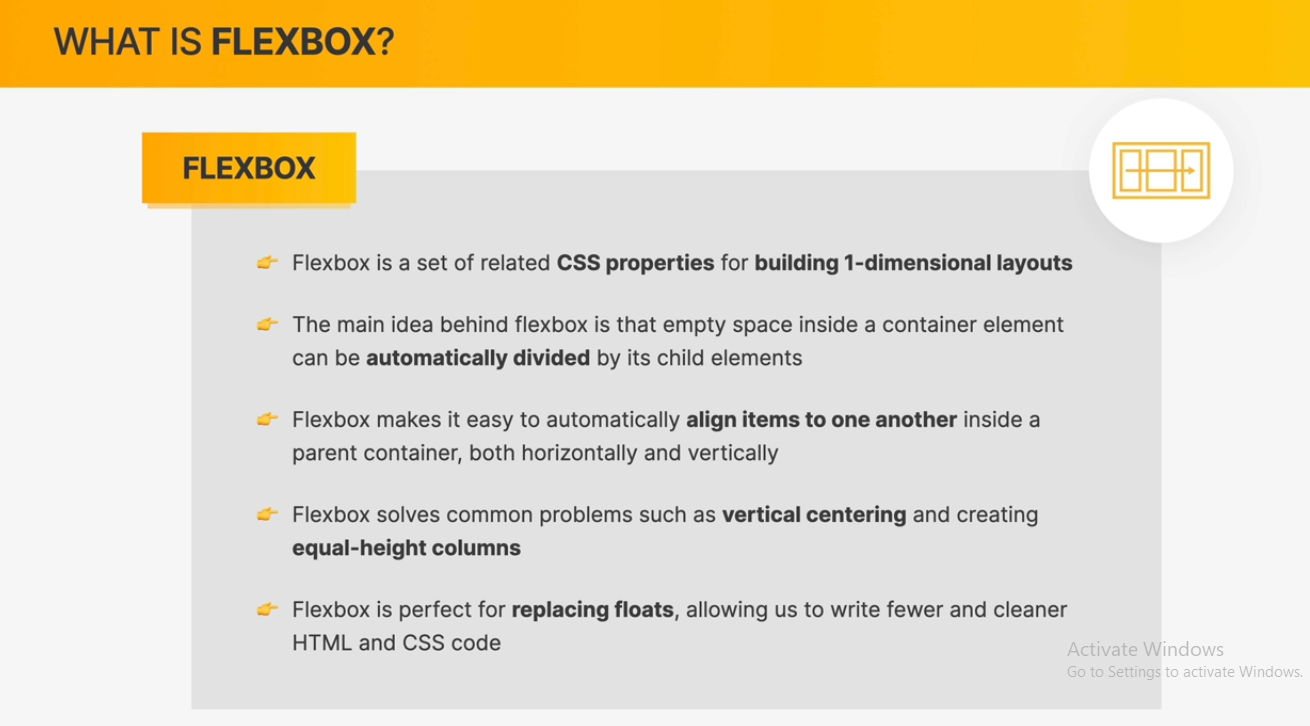 WHAT IS FLEXBOX?
FLEXBOX
👉 Flexbox is a set of related CSS properties for building 1-dimensional layouts
👉 The main idea behind flexbox is that empty space inside a container element
can be automatically divided by its child elements
👉 Flexbox makes it easy to automatically align items to one another inside a
parent container, both horizontally and vertically
👉 Flexbox solves common problems such as vertical centering and creating
equal-height columns
👉 Flexbox is perfect for replacing floats, allowing us to write fewer and cleaner
HTML and CSS code
Activate Windows
Go to Settings to activate Windows.